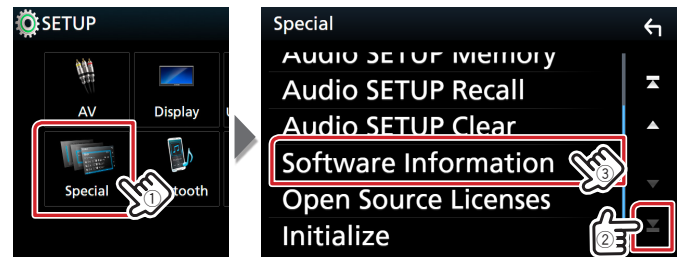 SETUP
AV
Display
Special
tooth
①
Special
Audio SETUP Memory
Audio SETUP Recall
Audio SETUP Clear
Software Information
③
Open Source Licenses
②
Initialize